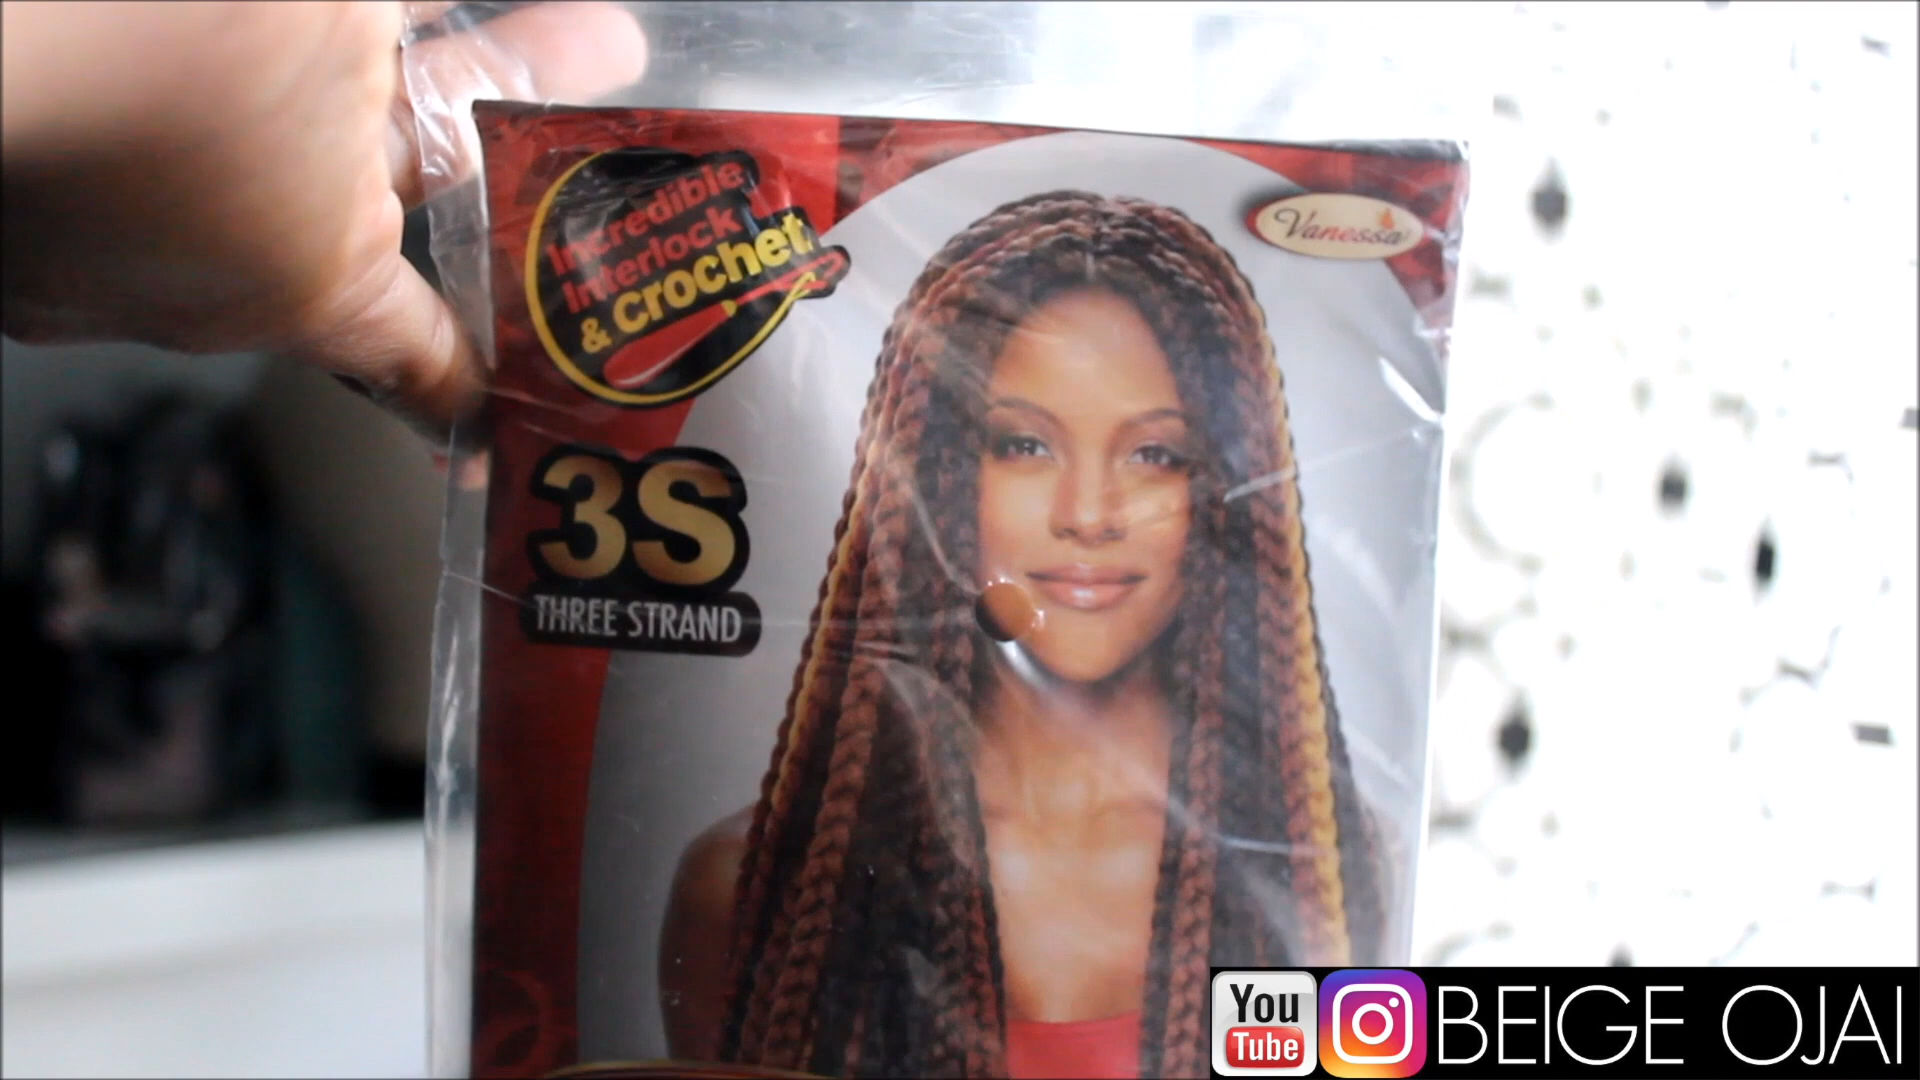 Incredible
Interlock
& crochet
Vanessa
3S
THREE STRAND
You
Tube
BEIGE OJAI